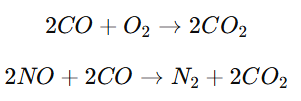 2CO + O₂ → 2CO₂
2NO + 2CO → N₂ + 2CO₂